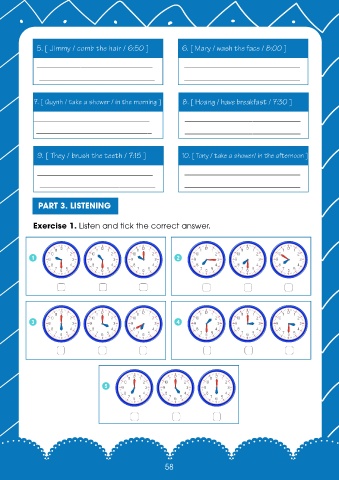 5. [ Jimmy / comb the hair / 6:50 ]
6. [ Mary / wash the face / 8:00 ]
7. [ Quynh / take a shower / in the morning ]
8. [ Hoang / have breakfast / 7:30 ]
9. [ They / brush the teeth / 7:15 ]
10. [ Tony / take a shower/ in the afternoon ]
PART 3. LISTENING
Exercise 1. Listen and tick the correct answer.
1
2
3
4
5
58